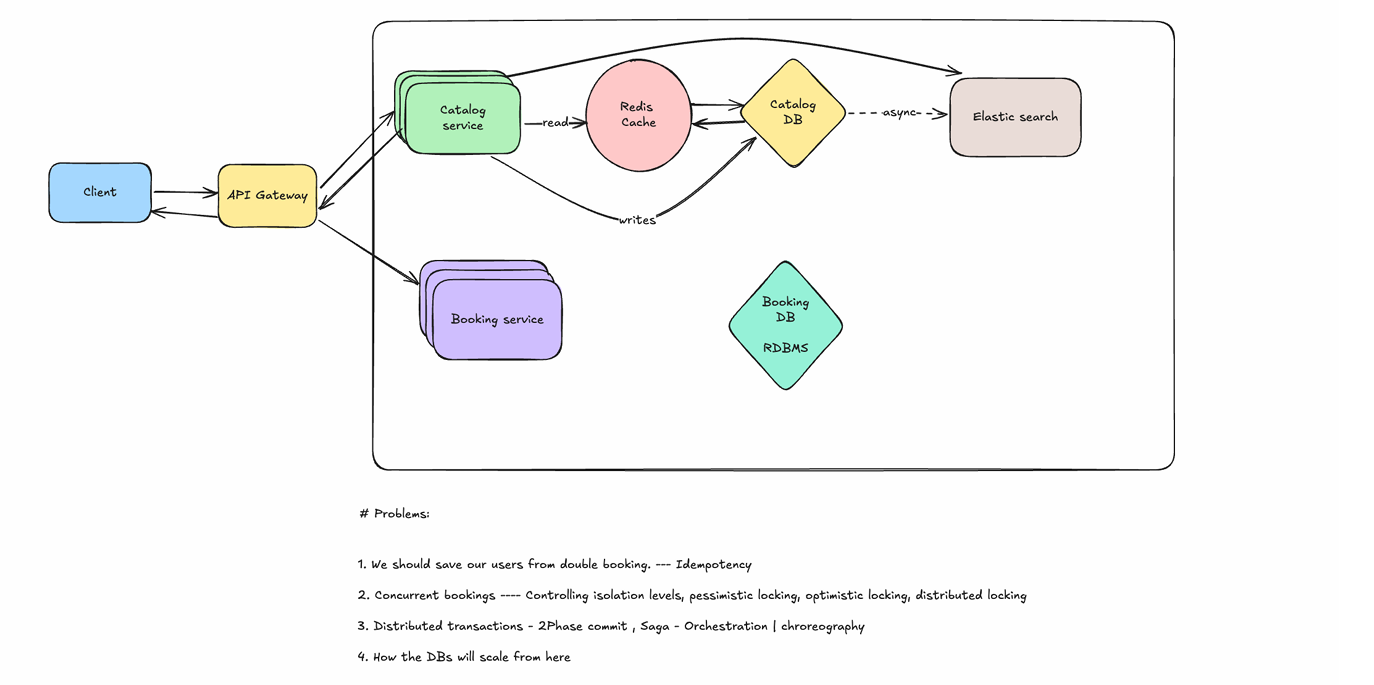 Catalog
service
Redis
Cache
Catalog
DB
Elastic search
read
async
Client
API Gateway
writes
Booking service
Booking
DB
RDBMS
# Problems:
1. We should save our users from double booking. --- Idempotency
2. Concurrent bookings ---- Controlling isolation levels, pessimistic locking, optimistic locking, distributed locking
3. Distributed transactions - 2Phase commit , Saga - Orchestration | chroreography
4. How the DBs will scale from here